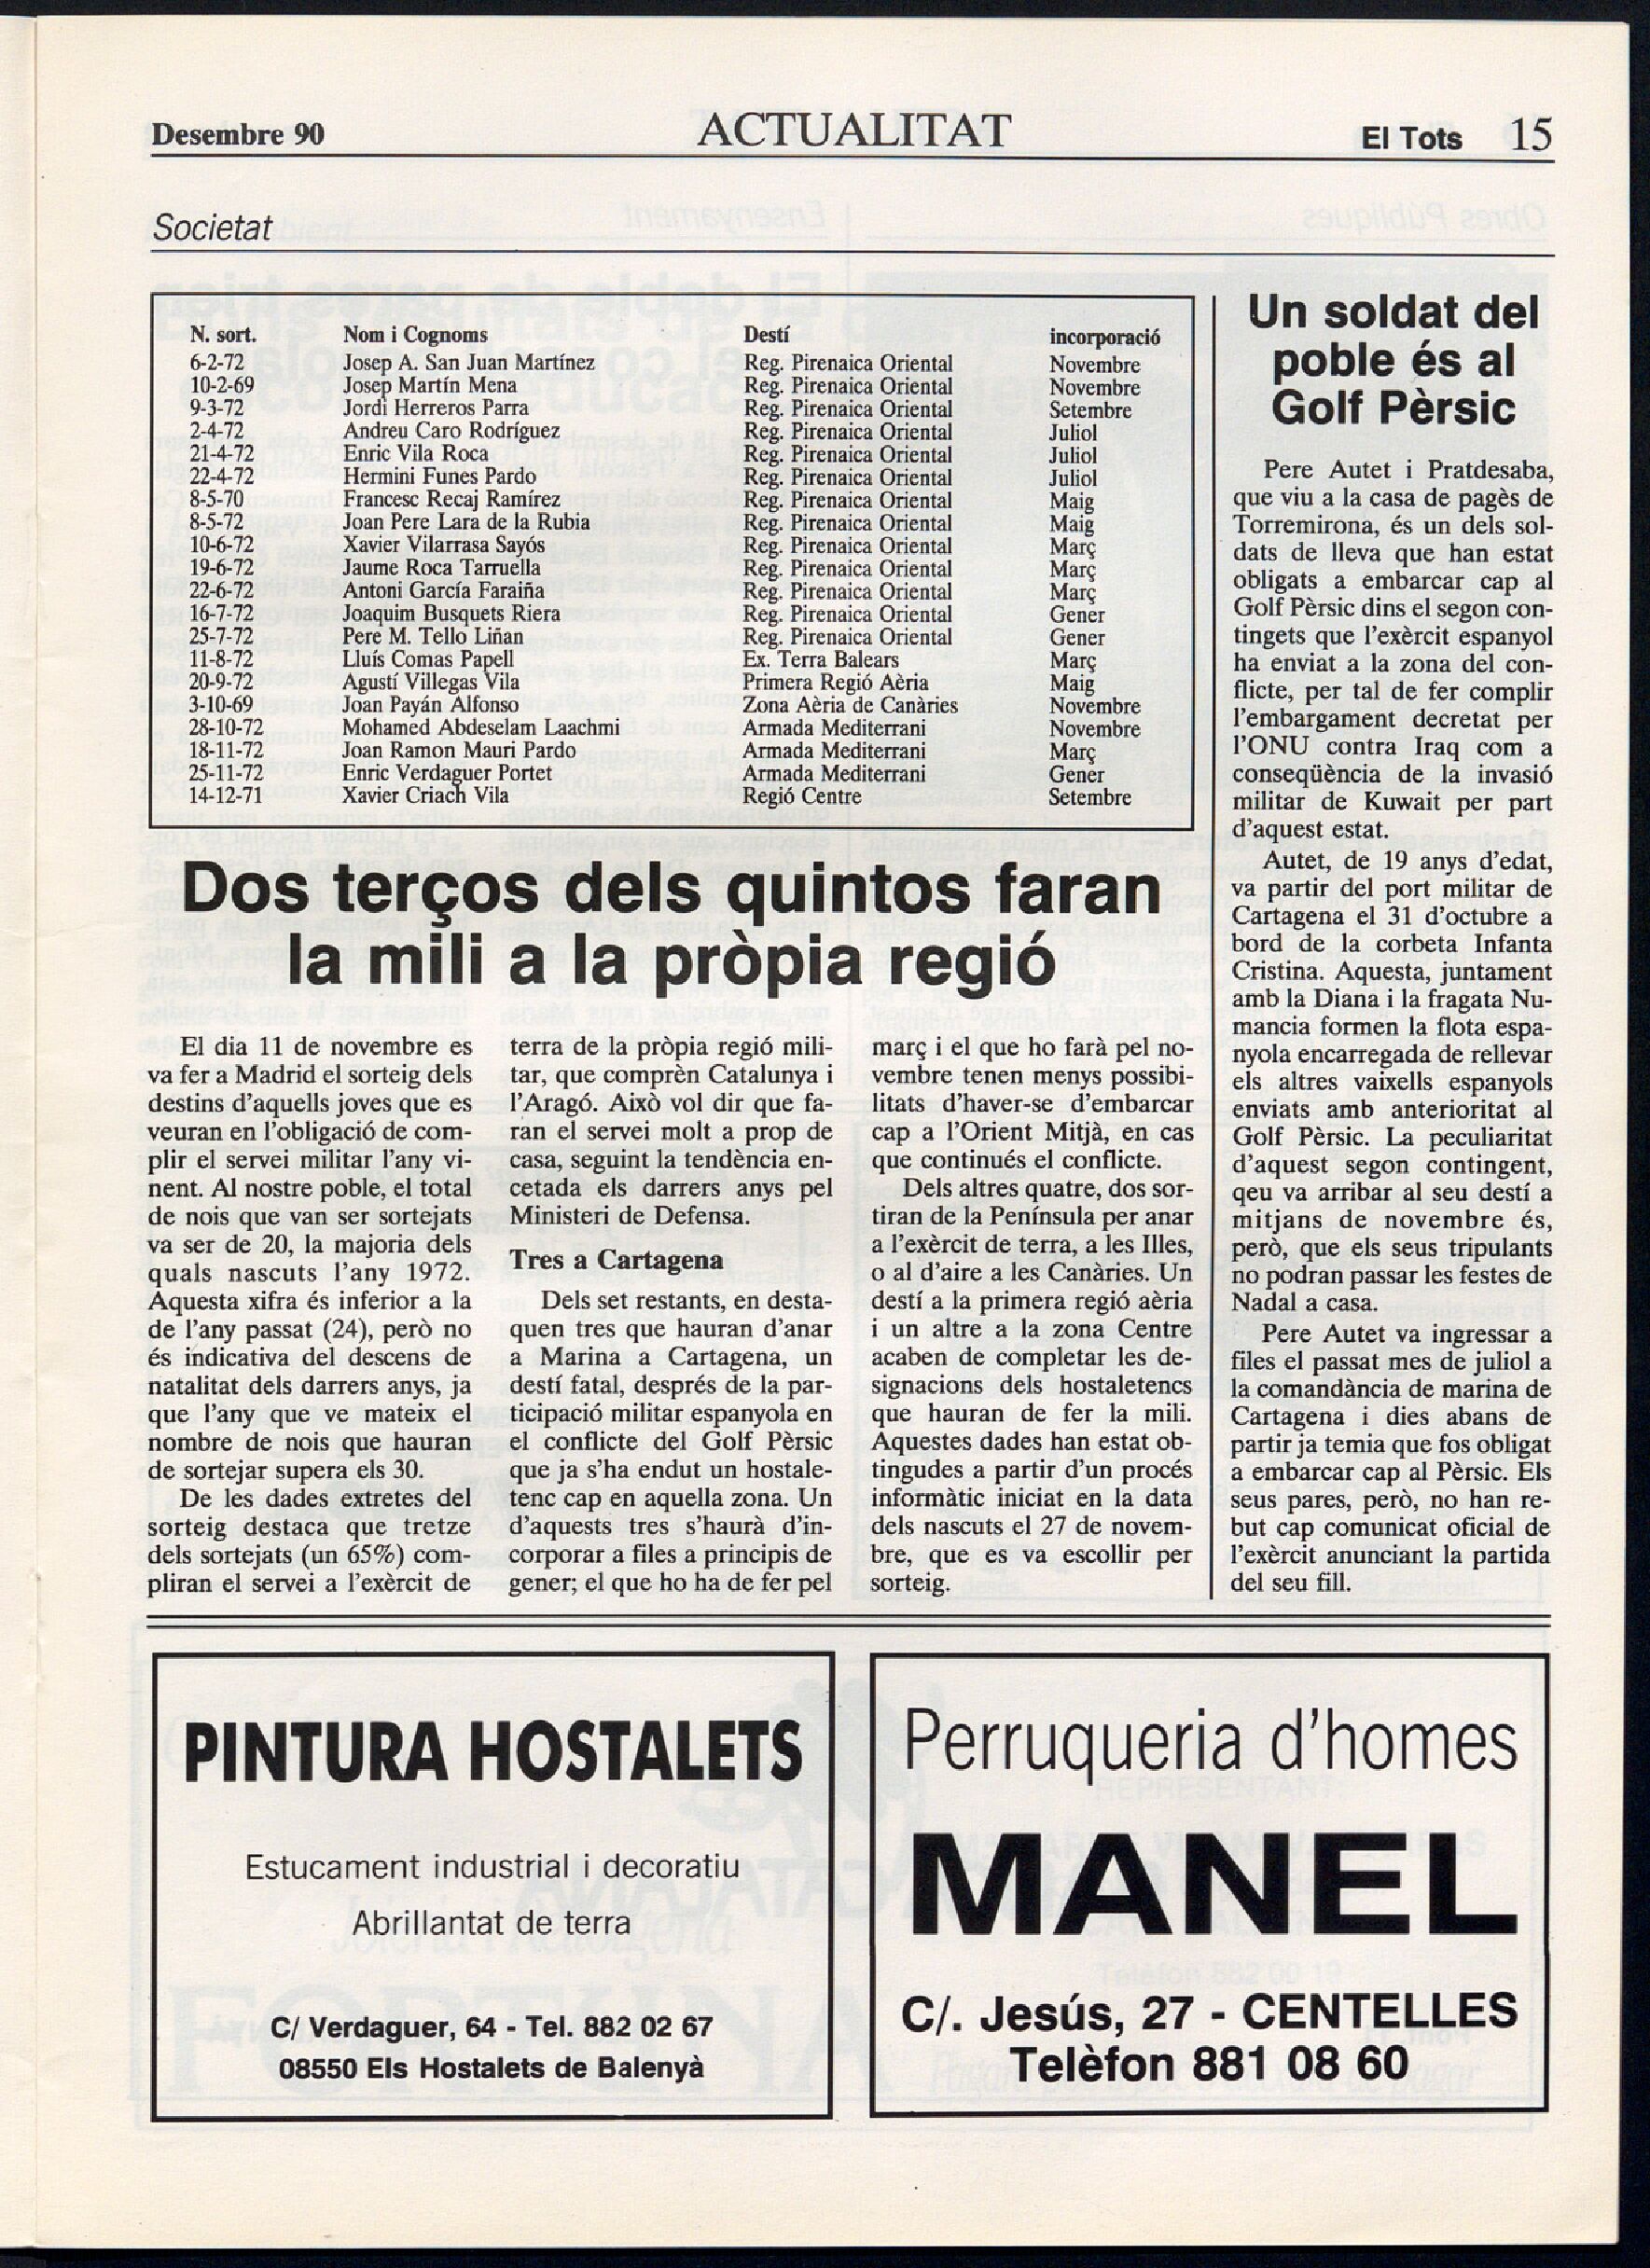 Desembre 90 ACTUALITAT El Tots 15
Societat
N. sort. Nom i Cognoms Destí incorporació
6-2-72 Josep A. San Juan Martínez Reg. Pirenaica Oriental Novembre
10-2-69 Josep Martín Mena Reg. Pirenaica Oriental Novembre
9-3-72 Jordi Herreros Parra Reg. Pirenaica Oriental Setembre
2-4-72 Andreu Caro Rodríguez Reg. Pirenaica Oriental Juliol
21-4-72 Enric Vila Roca Reg. Pirenaica Oriental Juliol
22-4-72 Hermini Funes Pardo Reg. Pirenaica Oriental Juliol
8-5-70 Francesc Recaj Ramírez Reg. Pirenaica Oriental Maig
8-5-72 Joan Pere Lara de la Rubia Reg. Pirenaica Oriental Maig
10-6-72 Xavier Vilarrasa Sayós Reg. Pirenaica Oriental Març
19-6-72 Jaume Roca Tarruella Reg. Pirenaica Oriental Març
22-6-72 Antoni García Faraiña Reg. Pirenaica Oriental Març
16-7-72 Joaquim Busquets Riera Reg. Pirenaica Oriental Gener
25-7-72 Pere M. Tello Liñan Reg. Pirenaica Oriental Gener
11-8-72 Lluís Comas Papell Ex. Terra Balears Març
20-9-72 Agustí Villegas Vila Primera Regió Aèria Maig
3-10-69 Joan Payán Alfonso Zona Aèria de Canàries Novembre
28-10-72 Mohamed Abdeselam Laachmi Armada Mediterrani Novembre
18-11-72 Joan Ramon Mauri Pardo Armada Mediterrani Març
25-11-72 Enric Verdaguer Portet Armada Mediterrani Gener
14-12-71 Xavier Criach Vila Regió Centre Setembre
Dos terços dels quintos faran
la mili a la pròpia regió
El dia 11 de novembre es
va fer a Madrid el sorteig dels
destins d'aquells joves que es
veuran en l'obligació de com-
plir el servei militar l'any vi-
nent. Al nostre poble, el total
de nois que van ser sortejats
va ser de 20, la majoria dels
quals nascuts l'any 1972.
Aquesta xifra és inferior a la
de l'any passat (24), però no
és indicativa del descens de
natalitat dels darrers anys, ja
que l'any que ve mateix el
nombre de nois que hauran
de sortejar supera els 30.
De les dades extretes del
sorteig destaca que tretze
dels sortejats (un 65%) com-
pliran el servei a l'exèrcit de
terra de la pròpia regió mili-
tar, que comprèn Catalunya i
l'Aragó. Això vol dir que fa-
ran el servei molt a prop de
casa, seguint la tendència en-
cetada els darrers anys pel
Ministeri de Defensa.
Tres a Cartagena
Dels set restants, en desta-
quen tres que hauran d'anar
a Marina a Cartagena, un
destí fatal, després de la par-
ticipació militar espanyola en
el conflicte del Golf Pèrsic
que ja s'ha endut un hostale-
tenc cap en aquella zona. Un
d'aquests tres s'haurà d'in-
corporar a files a principis de
gener; el que ho ha de fer pel
març i el que ho farà pel no-
vembre tenen menys possibi-
litats d'haver-se d'embarcar
cap a l'Orient Mitjà, en cas
que continués el conflicte.
Dels altres quatre, dos sor-
tiran de la Península per anar
a l'exèrcit de terra, a les Illes,
o al d'aire a les Canàries. Un
destí a la primera regió aèria
i un altre a la zona Centre
acaben de completar les de-
signacions dels hostaletencs
que hauran de fer la mili.
Aquestes dades han estat ob-
tingudes a partir d'un procés
informàtic iniciat en la data
dels nascuts el 27 de novem-
bre, que es va escollir per
sorteig.
Un soldat del
poble és al
Golf Pèrsic
Pere Autet i Pratdesaba,
que viu a la casa de pagès de
Torremirona, és un dels sol-
dats de lleva que han estat
obligats a embarcar cap al
Golf Pèrsic dins el segon con-
tingets que l'exèrcit espanyol
ha enviat a la zona del con-
flicte, per tal de fer complir
l'embargament decretat per
l'ONU contra Iraq com a
conseqüència de la invasió
militar de Kuwait per part
d'aquest estat.
Autet, de 19 anys d'edat,
va partir del port militar de
Cartagena el 31 d'octubre a
bord de la corbeta Infanta
Cristina. Aquesta, juntament
amb la Diana i la fragata Nu-
mancia formen la flota espa-
nyola encarregada de rellevar
els altres vaixells espanyols
enviats amb anterioritat al
Golf Pèrsic. La peculiaritat
d'aquest segon contingent,
qeu va arribar al seu destí a
mitjans de novembre és,
però, que els seus tripulants
no podran passar les festes de
Nadal a casa.
Pere Autet va ingressar a
files el passat mes de juliol a
la comandància de marina de
Cartagena i dies abans de
partir ja temia que fos obligat
a embarcar cap al Pèrsic. Els
seus pares, però, no han re-
but cap comunicat oficial de
l'exèrcit anunciant la partida
del seu fill.
PINTURA HOSTALETS
Estucament industrial i decoratiu
Abrillantat de terra
C/ Verdaguer, 64 - Tel. 882 02 67
08550 Els Hostalets de Balenyà
Perruqueria d'homes
MANEL
C/. Jesús, 27 - CENTELLES
Telèfon 881 08 60